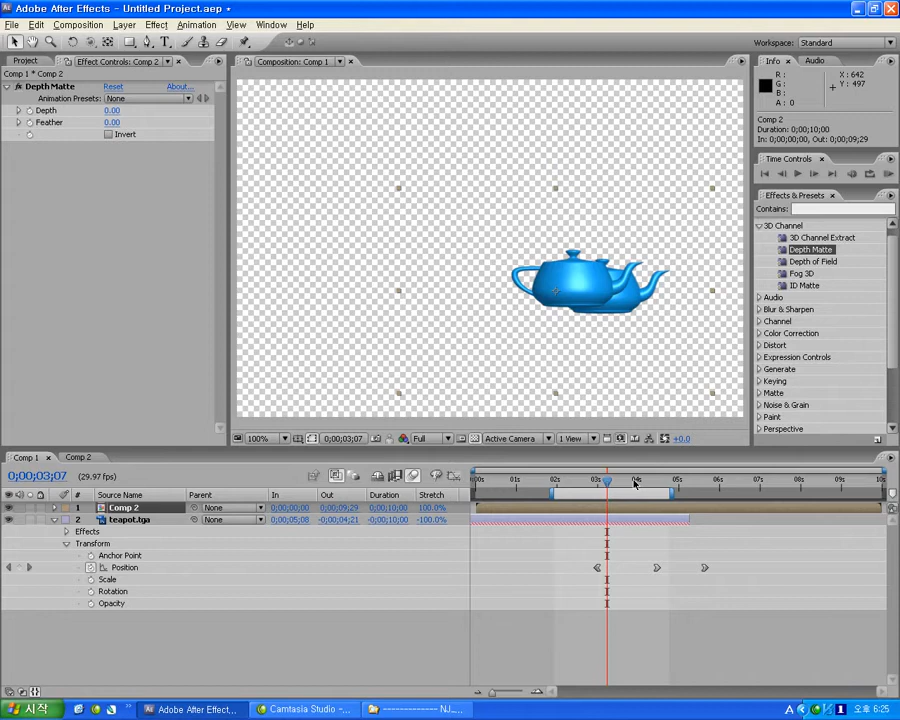 Adobe After Effects - Untitled Project.aep
File Edit Composition Layer Effect Animation View Window Help
Workspace: Standard
Project Effect Controls: Comp 2
Comp 1 * Comp 2
Depth Matte Reset About...
Animation Presets: None
Depth 0.00
Feather 0.00
Invert
Composition: Comp 1
100% 0;00;03;07 Full Active Camera 1 View +0.0
Info Audio
R : X : 642
G : Y : 497
B :
A : 0
Comp 2
Duration: 0;00;10;00
In: 0;00;00;00, Out: 0;00;09;29
Time Controls
Effects & Presets
Contains:
3D Channel
3D Channel Extract
Depth Matte
Depth of Field
Fog 3D
ID Matte
Audio
Blur & Sharpen
Channel
Color Correction
Distort
Expression Controls
Generate
Keying
Matte
Noise & Grain
Paint
Perspective
Comp 1 Comp 2
0;00;03;07 (29.97 fps)
# Source Name Parent In Out Duration Stretch
1 Comp 2 None 0;00;00;00 0;00;09;29 0;00;10;00 100.0%
2 teapot.tga None 0;00;05;08 -0;00;04;21 -0;00;10;00 -100.0%
Effects
Transform
Anchor Point
Position
Scale
Rotation
Opacity
01s 02s 03s 04s 05s 06s 07s 08s 09s 10s
시작 Adobe After Effect... Camtasia Studio - ... NJ_... A 1 오후 6:25